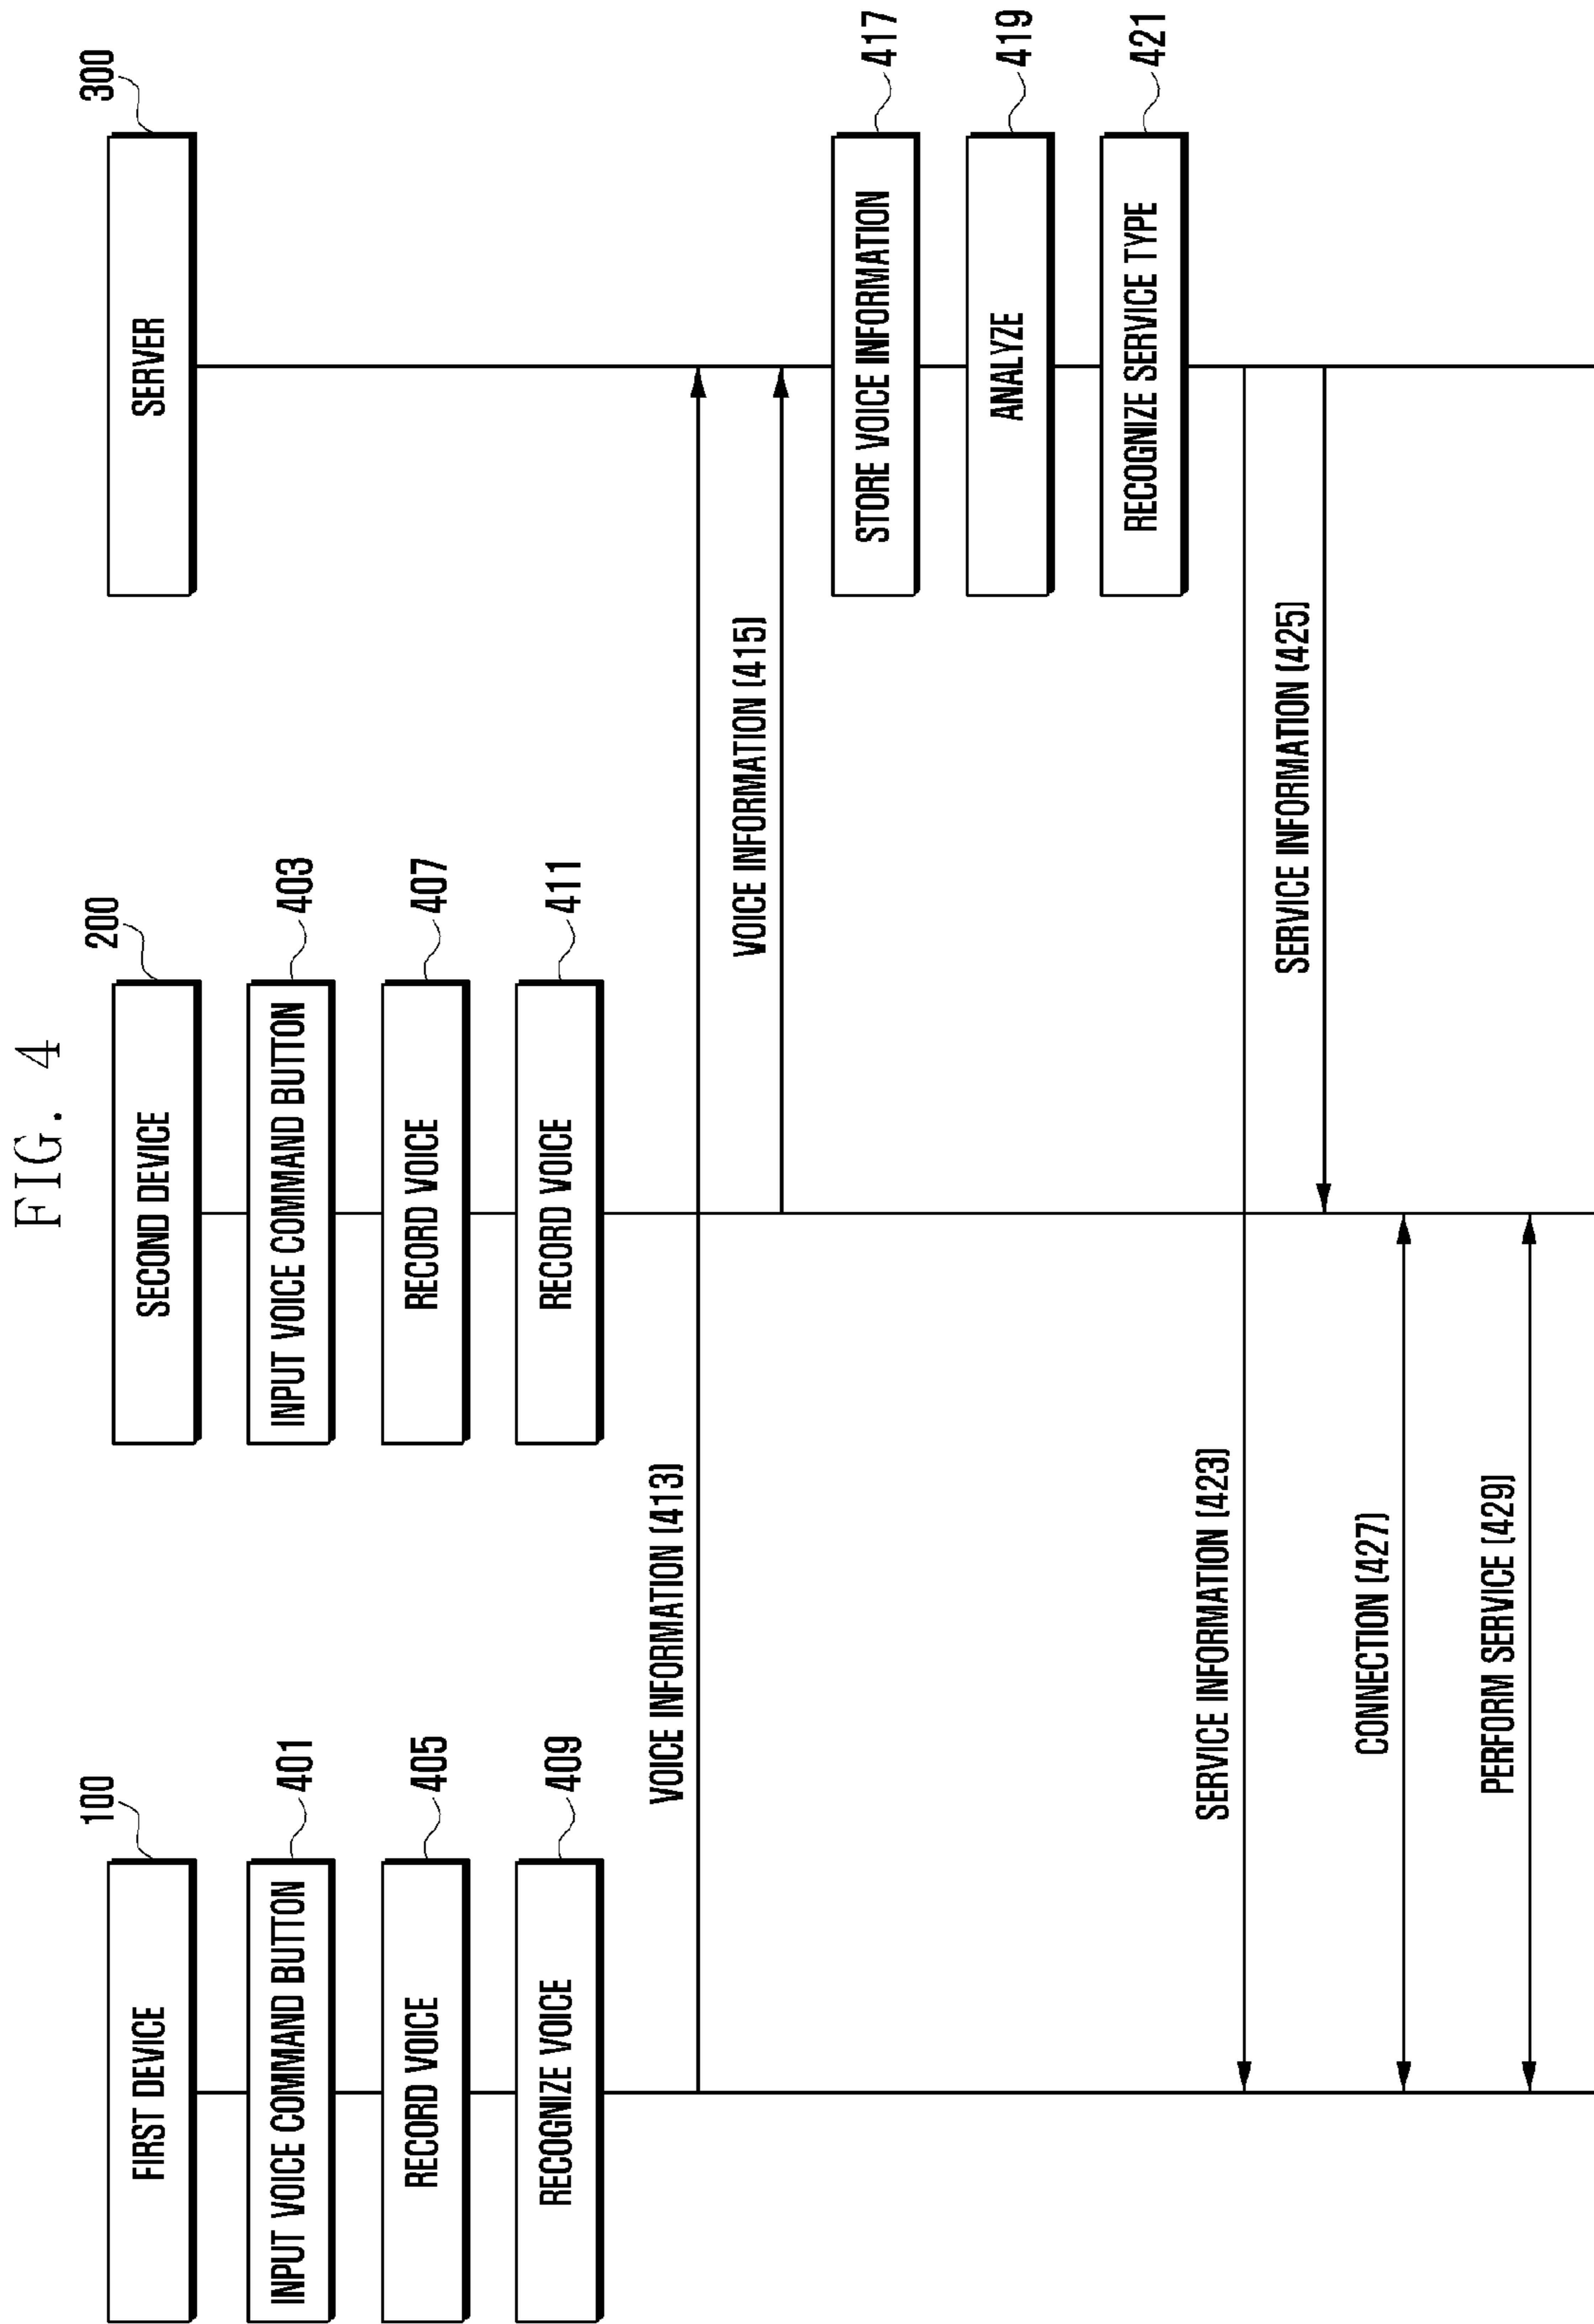 FIG. 4
100
200
300
FIRST DEVICE
SECOND DEVICE
SERVER
401
403
INPUT VOICE COMMAND BUTTON
INPUT VOICE COMMAND BUTTON
405
407
RECORD VOICE
RECORD VOICE
409
411
RECOGNIZE VOICE
RECORD VOICE
VOICE INFORMATION (413)
VOICE INFORMATION (415)
STORE VOICE INFORMATION
417
ANALYZE
419
RECOGNIZE SERVICE TYPE
421
SERVICE INFORMATION (423)
SERVICE INFORMATION (425)
CONNECTION (427)
PERFORM SERVICE (429)